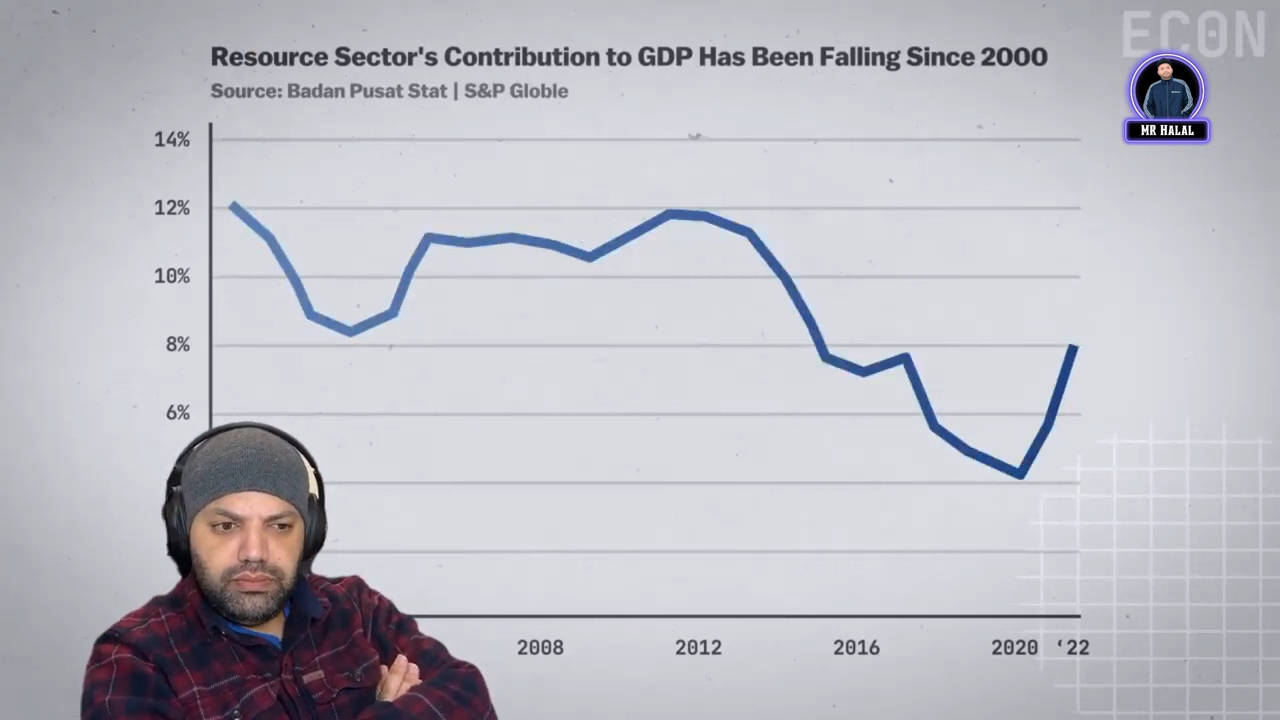 ECON
Resource Sector's Contribution to GDP Has Been Falling Since 2000
Source: Badan Pusat Stat | S&P Globle
MR HALAL
14%
12%
10%
8%
6%
2008 2012 2016 2020 ‘22